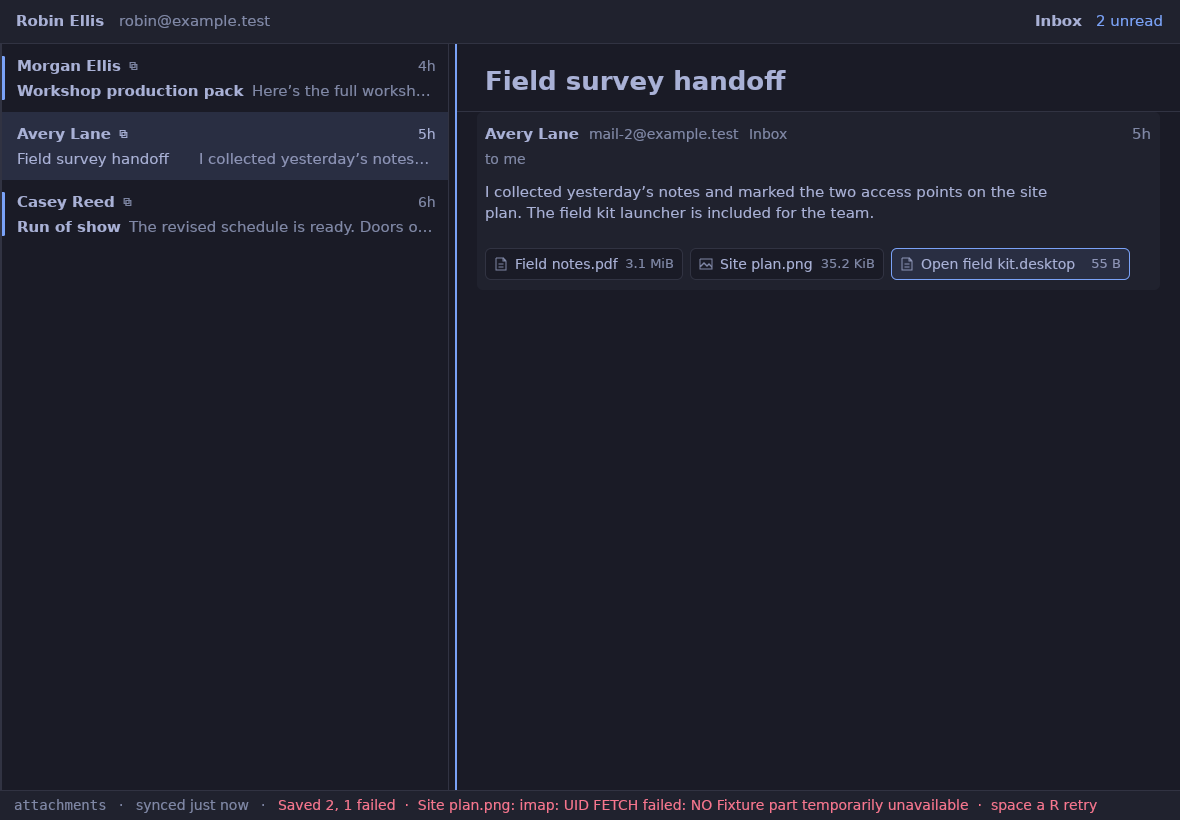 Robin Ellis robin@example.test Inbox 2 unread
Morgan Ellis 4h
Workshop production pack Here’s the full worksh…
Avery Lane 5h
Field survey handoff I collected yesterday’s notes…
Casey Reed 6h
Run of show The revised schedule is ready. Doors o…
Field survey handoff
Avery Lane mail-2@example.test Inbox 5h
to me
I collected yesterday’s notes and marked the two access points on the site
plan. The field kit launcher is included for the team.
Field notes.pdf 3.1 MiB Site plan.png 35.2 KiB Open field kit.desktop 55 B
attachments · synced just now · Saved 2, 1 failed · Site plan.png: imap: UID FETCH failed: NO Fixture part temporarily unavailable · space a R retry